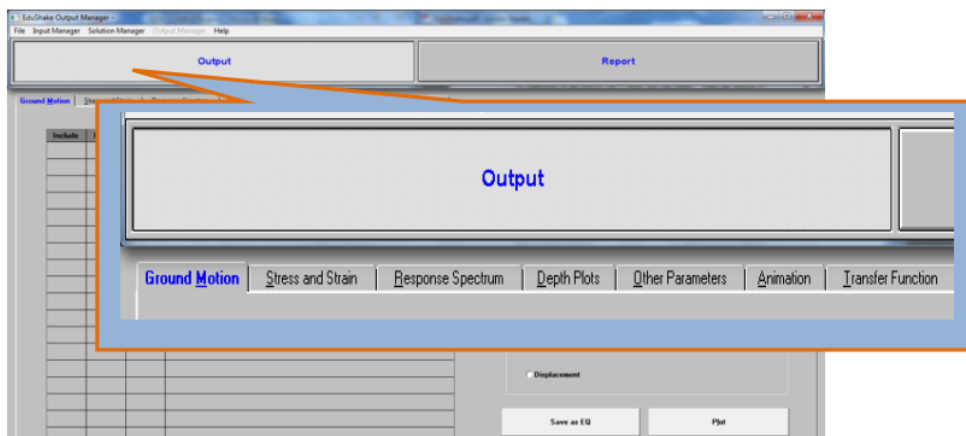 EduShake Output Manager -
File Input Manager Solution Manager Output Manager Help
Output Report
Ground Motion
Include
Output
Ground Motion Stress and Strain Response Spectrum Depth Plots Other Parameters Animation Transfer Function
Displacement
Save as EQ Plot